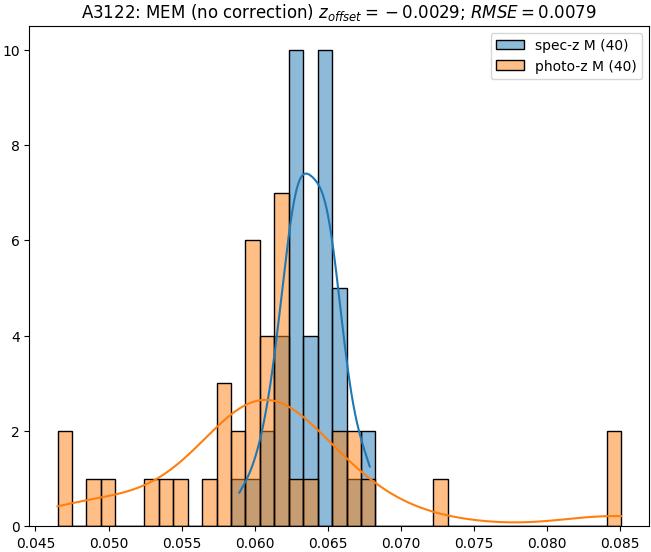 A3122: MEM (no correction) z_offset = −0.0029; RMSE = 0.0079
spec-z M (40)
photo-z M (40)
10
8
6
4
2
0
0.045 0.050 0.055 0.060 0.065 0.070 0.075 0.080 0.085